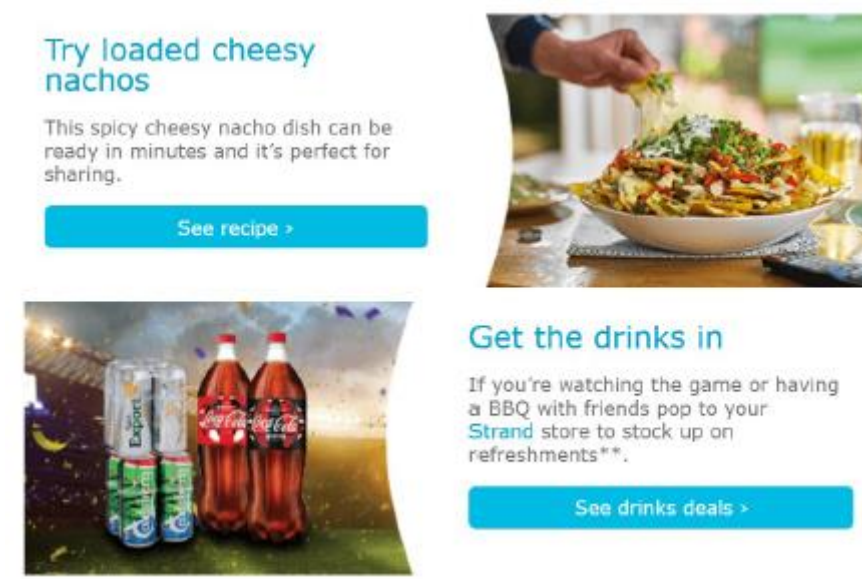 Try loaded cheesy
nachos
This spicy cheesy nacho dish can be
ready in minutes and it's perfect for
sharing.
See recipe >
Export
Coca-Cola
Coca-Cola
Get the drinks in
If you're watching the game or having
a BBQ with friends pop to your
Strand store to stock up on
refreshments**.
See drinks deals >